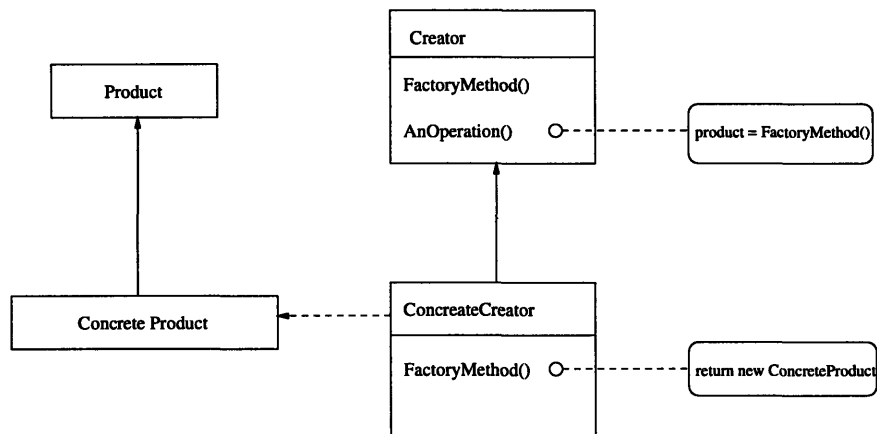 Creator
Product
FactoryMethod()
AnOperation()
product = FactoryMethod()
Concrete Product
ConcreateCreator
FactoryMethod()
return new ConcreteProduct